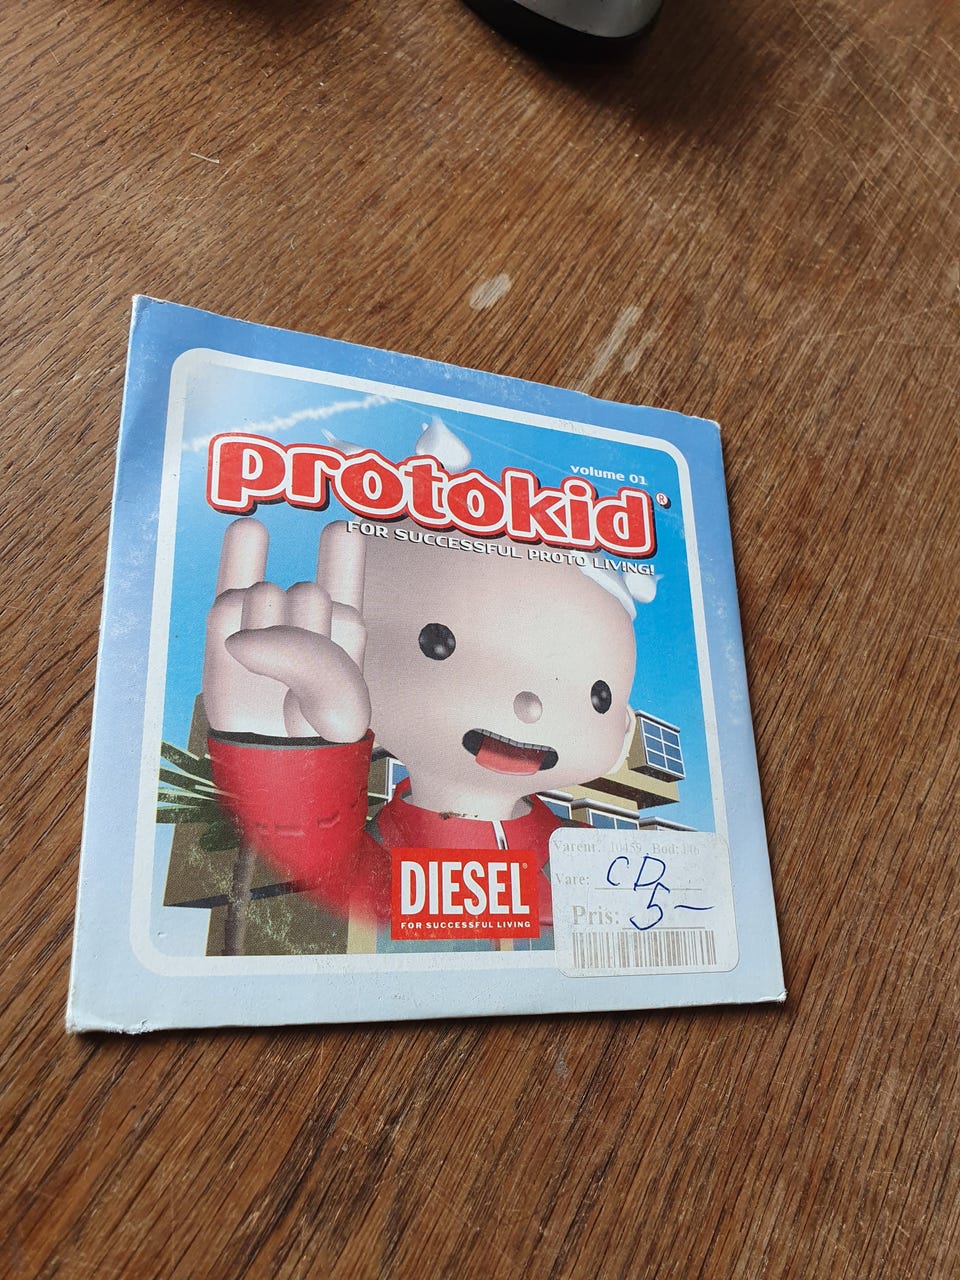 volume 01
protokid®
FOR SUCCESSFUL PROTO LIVING!
DIESEL®
FOR SUCCESSFUL LIVING
Varenr. 10459 Bod: 146
Vare: CD
Pris: 5-